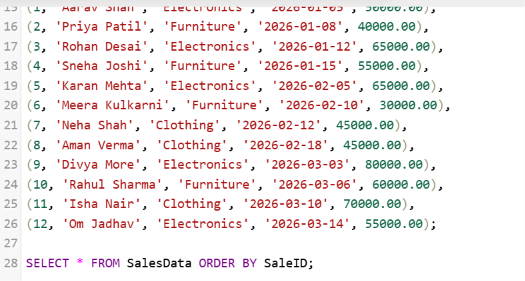 15 (1, 'Aarav Shah', 'Electronics', '2026-01-05', 50000.00),
16 (2, 'Priya Patil', 'Furniture', '2026-01-08', 40000.00),
17 (3, 'Rohan Desai', 'Electronics', '2026-01-12', 65000.00),
18 (4, 'Sneha Joshi', 'Furniture', '2026-01-15', 55000.00),
19 (5, 'Karan Mehta', 'Electronics', '2026-02-05', 65000.00),
20 (6, 'Meera Kulkarni', 'Furniture', '2026-02-10', 30000.00),
21 (7, 'Neha Shah', 'Clothing', '2026-02-12', 45000.00),
22 (8, 'Aman Verma', 'Clothing', '2026-02-18', 45000.00),
23 (9, 'Divya More', 'Electronics', '2026-03-03', 80000.00),
24 (10, 'Rahul Sharma', 'Furniture', '2026-03-06', 60000.00),
25 (11, 'Isha Nair', 'Clothing', '2026-03-10', 70000.00),
26 (12, 'Om Jadhav', 'Electronics', '2026-03-14', 55000.00);
27
28 SELECT * FROM SalesData ORDER BY SaleID;